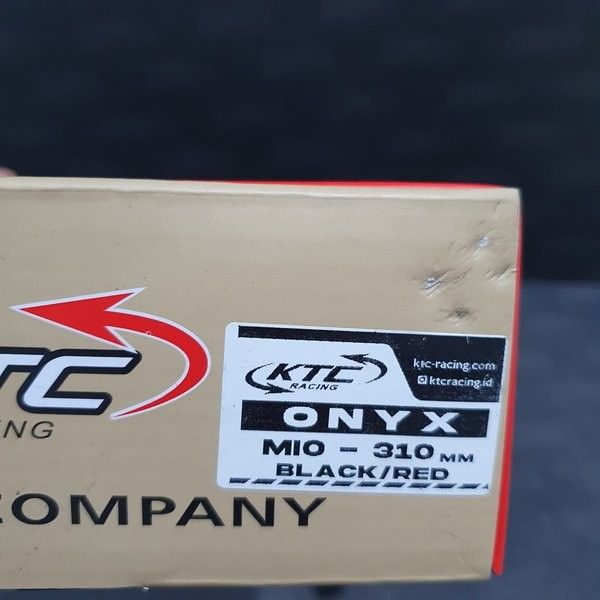 TC
NG
COMPANY
KTC
RACING
ktc-racing.com
ktcracing.id
ONYX
MIO - 310 MM
BLACK/RED